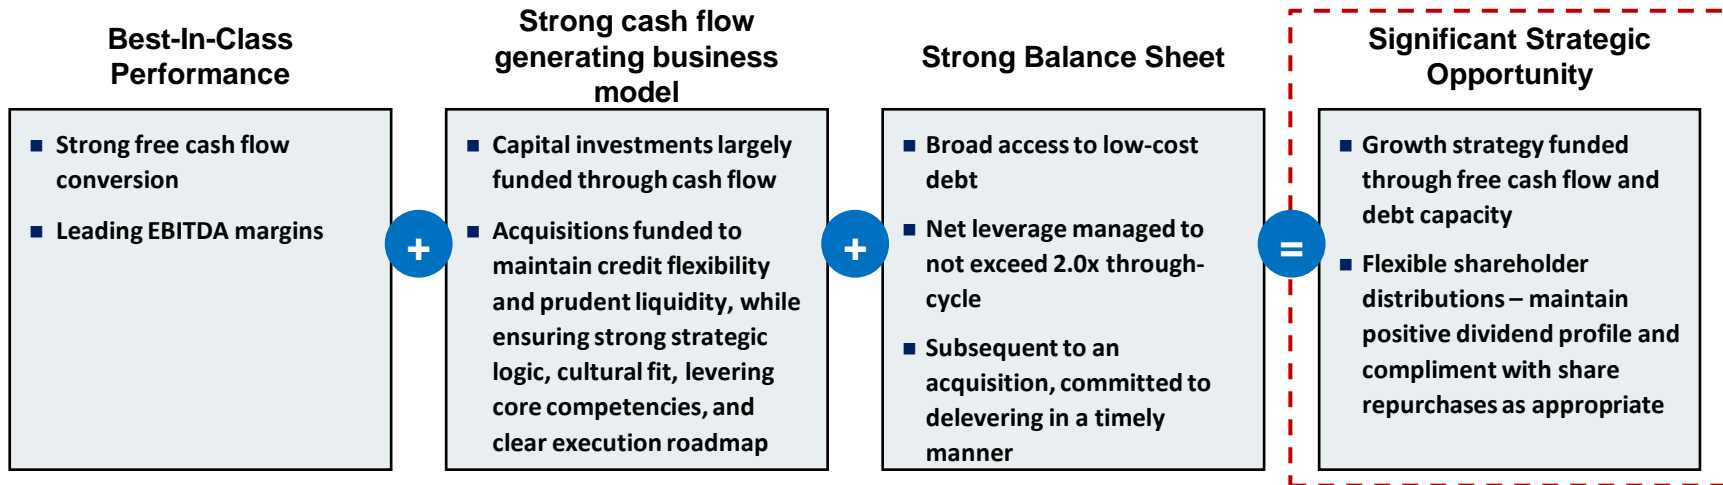 Best-In-Class
Performance
■ Strong free cash flow
conversion
■ Leading EBITDA margins
+
Strong cash flow
generating business
model
■ Capital investments largely
funded through cash flow
■ Acquisitions funded to
maintain credit flexibility
and prudent liquidity, while
ensuring strong strategic
logic, cultural fit, levering
core competencies, and
clear execution roadmap
+
Strong Balance Sheet
■ Broad access to low-cost
debt
■ Net leverage managed to
not exceed 2.0x through-
cycle
■ Subsequent to an
acquisition, committed to
delevering in a timely
manner
=
Significant Strategic
Opportunity
■ Growth strategy funded
through free cash flow and
debt capacity
■ Flexible shareholder
distributions – maintain
positive dividend profile and
compliment with share
repurchases as appropriate